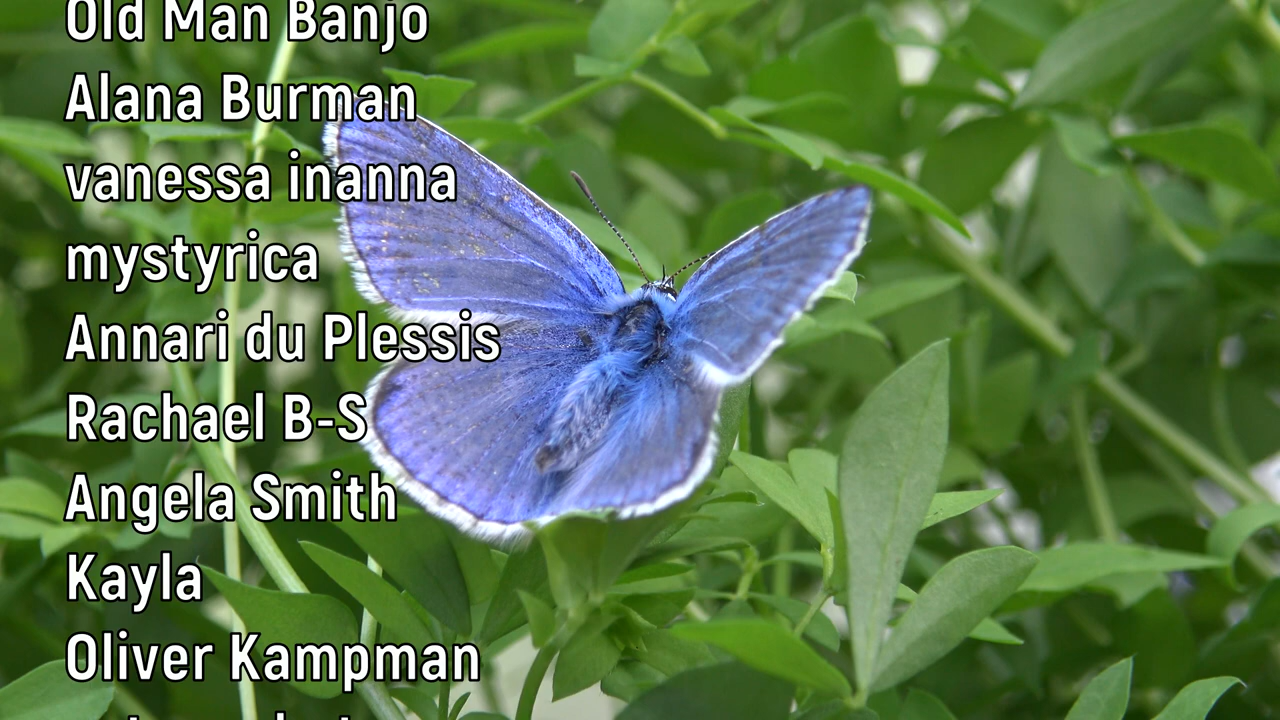 Old Man Banjo
Alana Burman
vanessa inanna
mystyrica
Annari du Plessis
Rachael B-S
Angela Smith
Kayla
Oliver Kampman